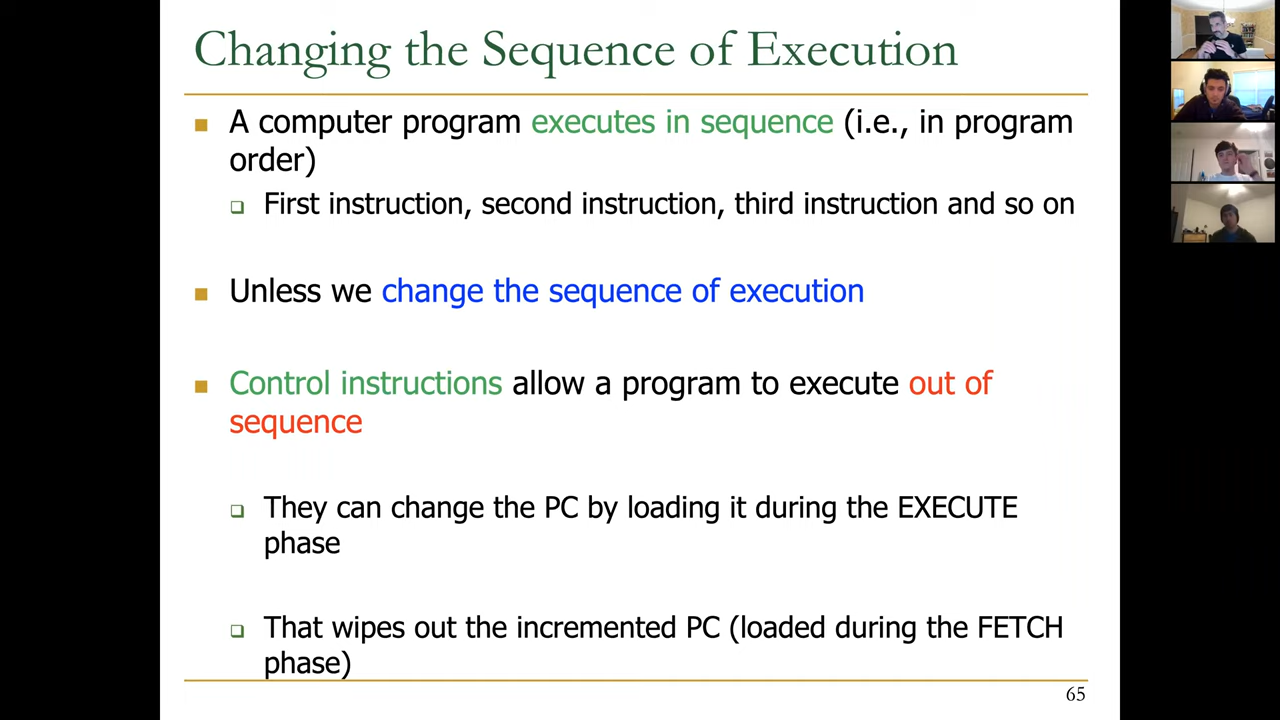 Changing the Sequence of Execution
A computer program executes in sequence (i.e., in program
order)
First instruction, second instruction, third instruction and so on
Unless we change the sequence of execution
Control instructions allow a program to execute out of
sequence
They can change the PC by loading it during the EXECUTE
phase
That wipes out the incremented PC (loaded during the FETCH
phase)
65